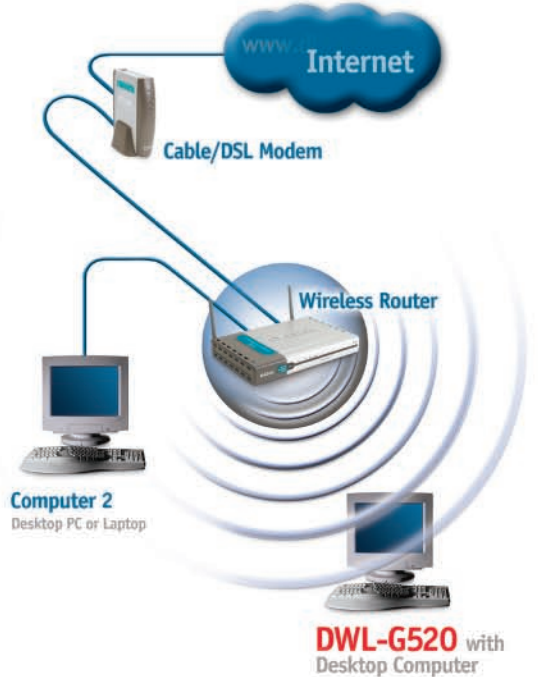 www.
Internet
Cable/DSL Modem
Wireless Router
Computer 2
Desktop PC or Laptop
DWL-G520 with
Desktop Computer